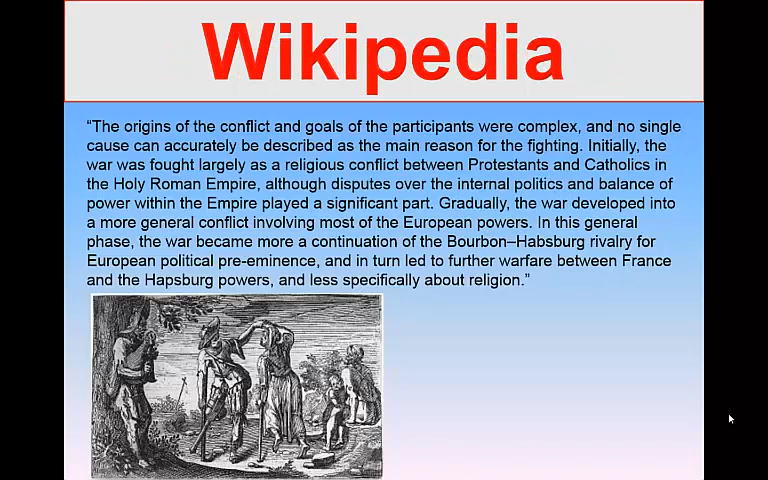 Wikipedia
“The origins of the conflict and goals of the participants were complex, and no single
cause can accurately be described as the main reason for the fighting. Initially, the
war was fought largely as a religious conflict between Protestants and Catholics in
the Holy Roman Empire, although disputes over the internal politics and balance of
power within the Empire played a significant part. Gradually, the war developed into
a more general conflict involving most of the European powers. In this general
phase, the war became more a continuation of the Bourbon–Habsburg rivalry for
European political pre-eminence, and in turn led to further warfare between France
and the Hapsburg powers, and less specifically about religion.”